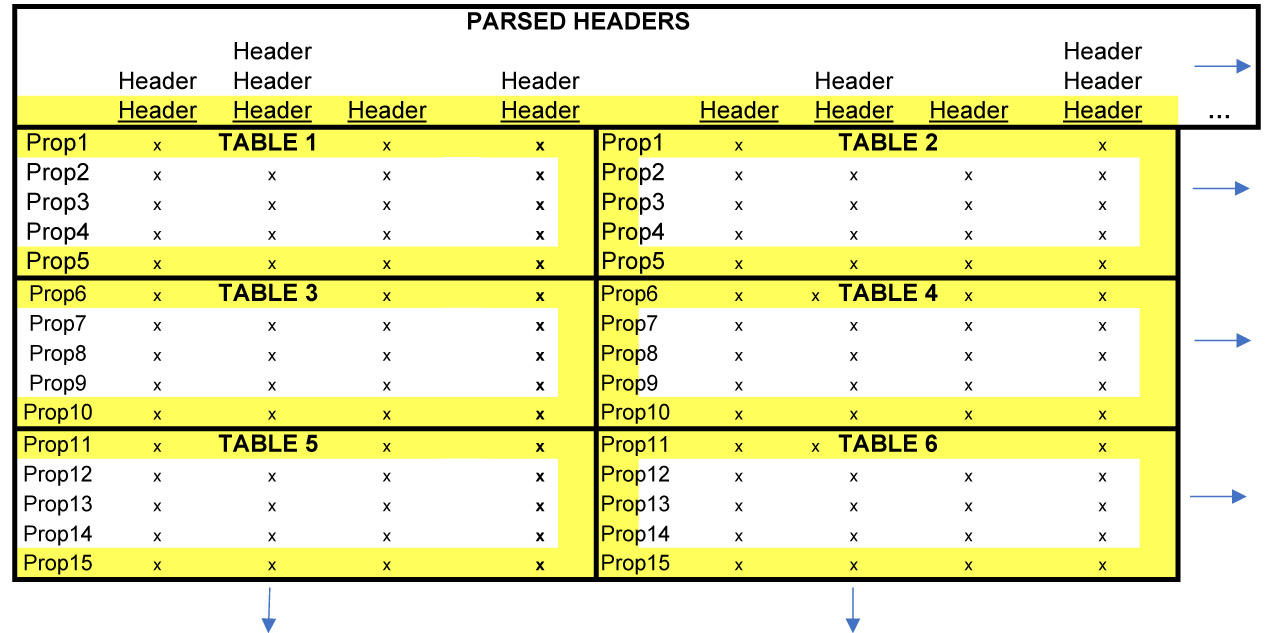 PARSED HEADERS
Header Header
Header Header Header Header Header
Header Header Header Header Header Header Header Header ...
Prop1 x TABLE 1 x x Prop1 x TABLE 2 x
Prop2 x x x x Prop2 x x x x
Prop3 x x x x Prop3 x x x x
Prop4 x x x x Prop4 x x x x
Prop5 x x x x Prop5 x x x x
Prop6 x TABLE 3 x x Prop6 x x TABLE 4 x x
Prop7 x x x x Prop7 x x x x
Prop8 x x x x Prop8 x x x x
Prop9 x x x x Prop9 x x x x
Prop10 x x x x Prop10 x x x x
Prop11 x TABLE 5 x x Prop11 x x TABLE 6 x
Prop12 x x x x Prop12 x x x x
Prop13 x x x x Prop13 x x x x
Prop14 x x x x Prop14 x x x x
Prop15 x x x x Prop15 x x x x